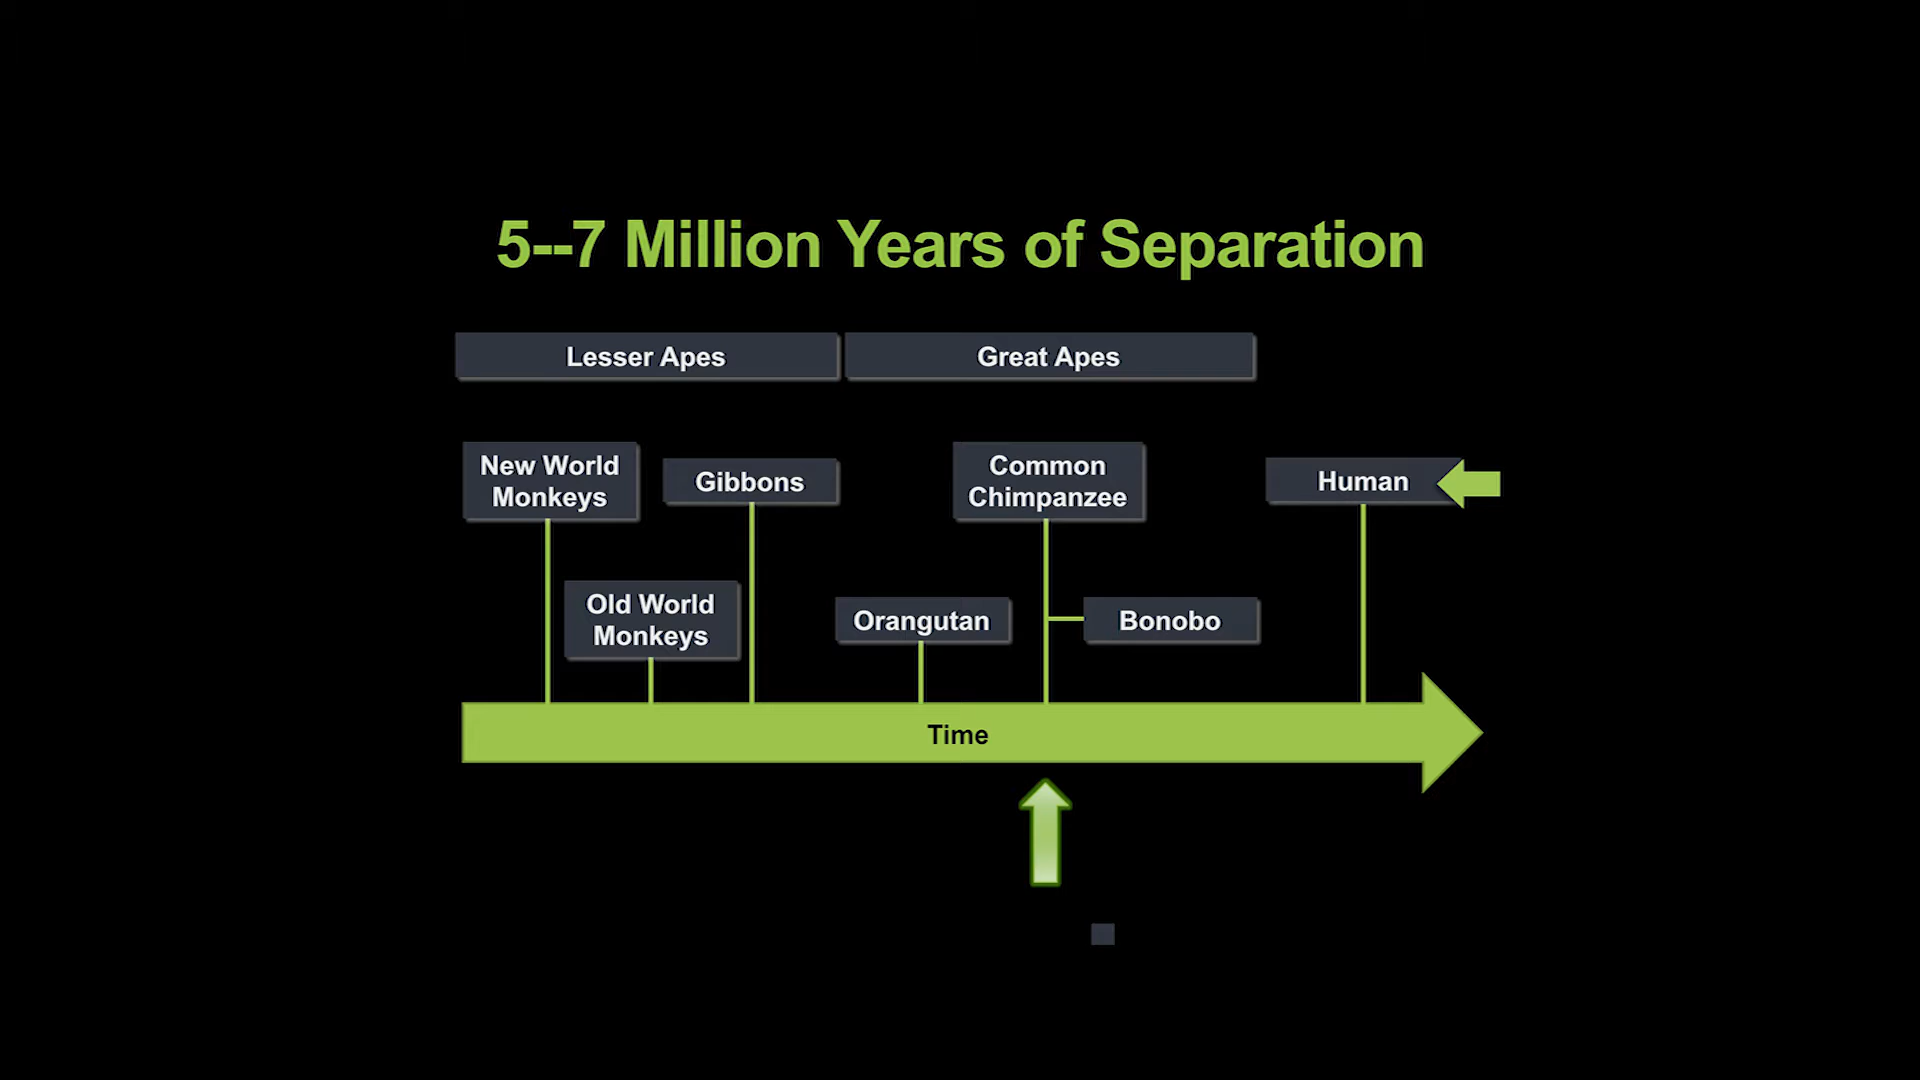 5--7 Million Years of Separation
Lesser Apes
Great Apes
New World
Monkeys
Gibbons
Common
Chimpanzee
Human
Old World
Monkeys
Orangutan
Bonobo
Time